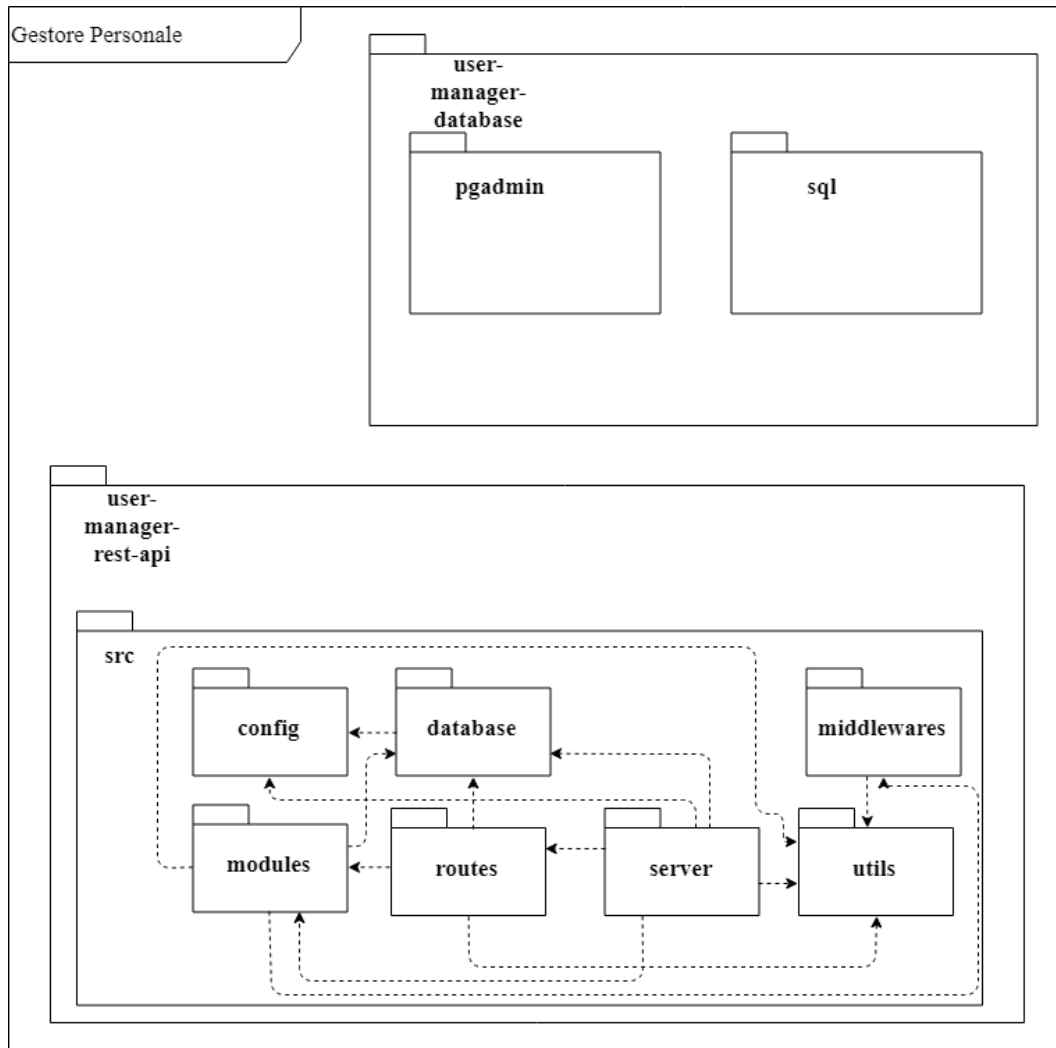 Gestore Personale
user-
manager-
database
pgadmin
sql
user-
manager-
rest-api
src
config
database
middlewares
modules
routes
server
utils